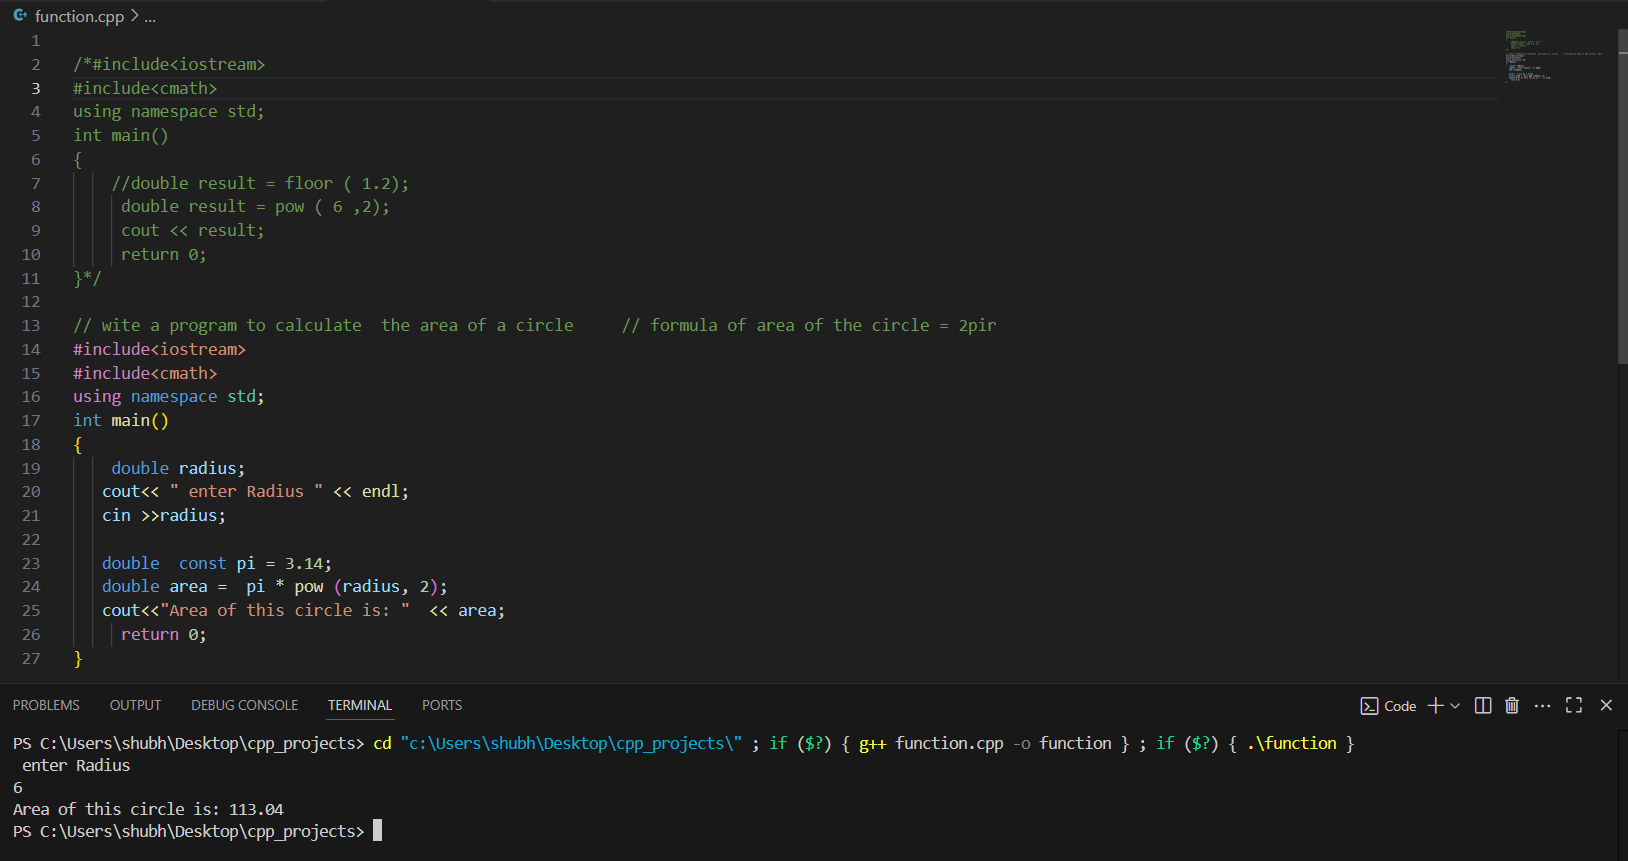 function.cpp > ...
1
2 /*#include<iostream>
3 #include<cmath>
4 using namespace std;
5 int main()
6 {
7     //double result = floor ( 1.2);
8      double result = pow ( 6 ,2);
9      cout << result;
10      return 0;
11 }*/
12
13 // wite a program to calculate  the area of a circle     // formula of area of the circle = 2pir
14 #include<iostream>
15 #include<cmath>
16 using namespace std;
17 int main()
18 {
19     double radius;
20    cout<< " enter Radius " << endl;
21    cin >>radius;
22
23    double  const pi = 3.14;
24    double area =  pi * pow (radius, 2);
25    cout<<"Area of this circle is: "  << area;
26      return 0;
27 }
PROBLEMS OUTPUT DEBUG CONSOLE TERMINAL PORTS Code
PS C:\Users\shubh\Desktop\cpp_projects> cd "c:\Users\shubh\Desktop\cpp_projects\" ; if ($?) { g++ function.cpp -o function } ; if ($?) { .\function }
 enter Radius
6
Area of this circle is: 113.04
PS C:\Users\shubh\Desktop\cpp_projects>